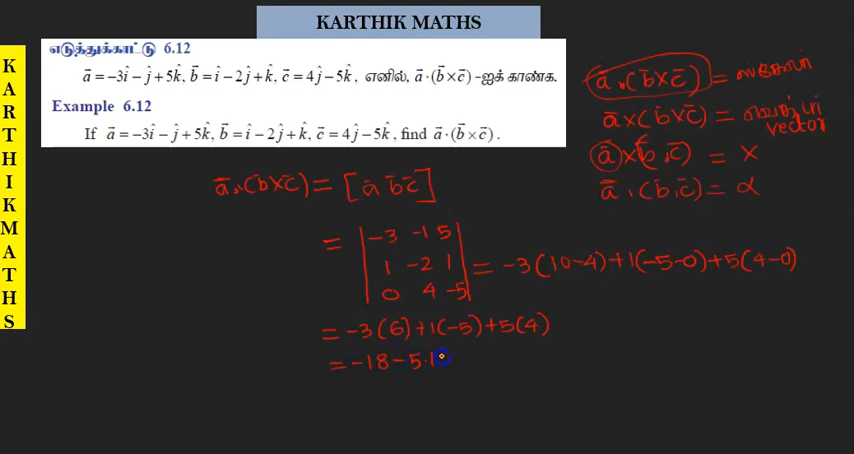 KARTHIK MATHS
KARTHIKMATHS
எடுத்துக்காட்டு 6.12
a⃗ = −3î − ĵ + 5k̂, b⃗ = î − 2ĵ + k̂, c⃗ = 4ĵ − 5k̂, எனில், a⃗ · (b⃗ × c⃗) -ஐக் காண்க.
Example 6.12
If a⃗ = −3î − ĵ + 5k̂, b⃗ = î − 2ĵ + k̂, c⃗ = 4ĵ − 5k̂, find a⃗ · (b⃗ × c⃗).
a̅ . (b̅ × c̅) =
a̅ × (b̅ × c̅) =
vector
a̅ × (b̅ . c̅) = ×
a̅ . (b̅ . c̅) = α
a̅ . (b̅ × c̅) = [a̅ b̅ c̅]
= | −3 −1 5 |
| 1 −2 1 | = −3(10−4)+1(−5−0)+5(4−0)
| 0 4 −5 |
= −3(6)+1(−5)+5(4)
= −18−5